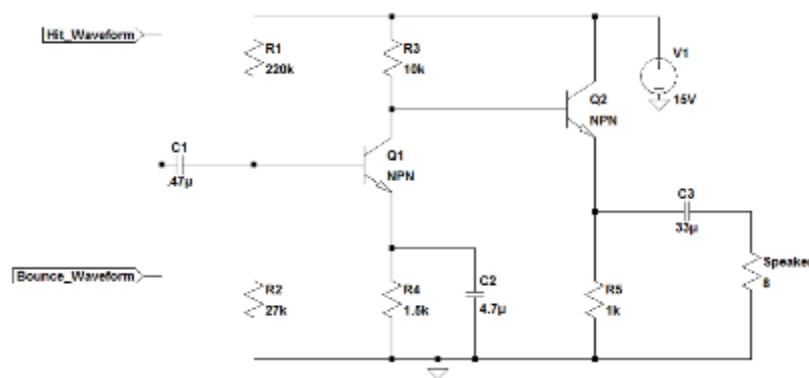 Hit_Waveform
R1
220k
R3
10k
V1
15V
Q2
NPN
C1
.47µ
Q1
NPN
C3
33µ
Bounce_Waveform
R2
27k
R4
1.5k
C2
4.7µ
R5
1k
Speaker
8